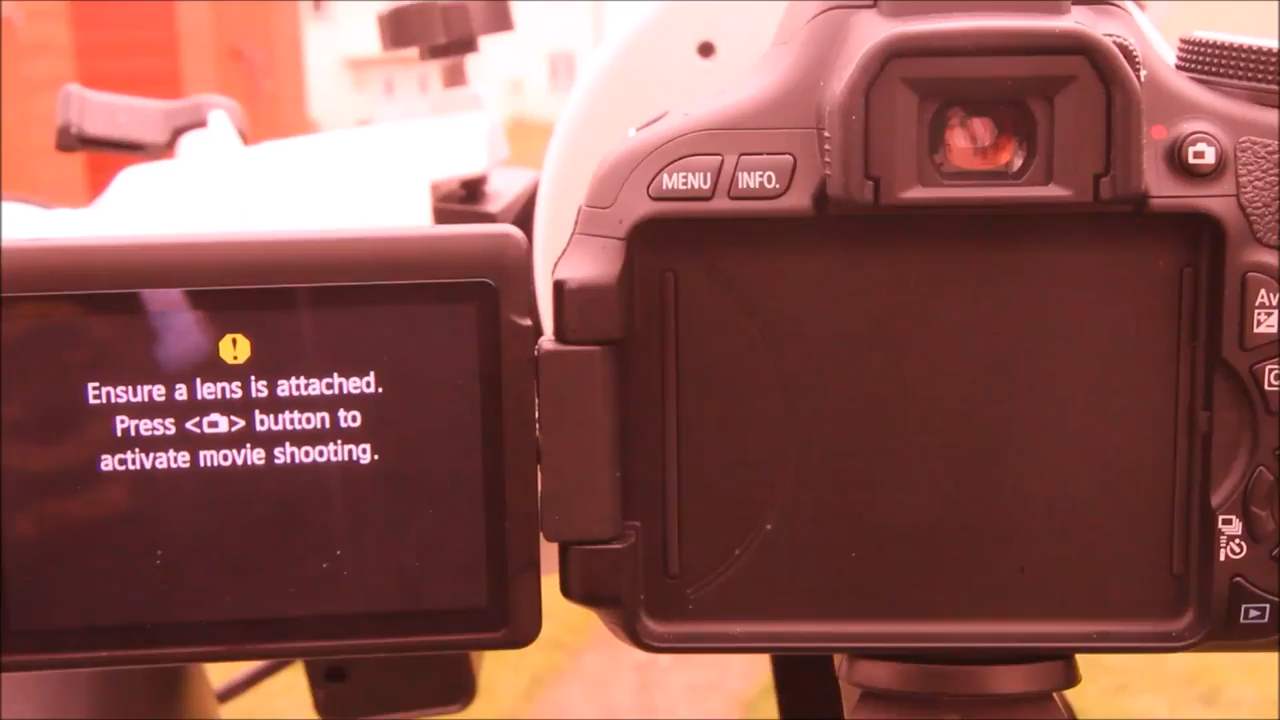 MENU
INFO.
Ensure a lens is attached.
Press < > button to
activate movie shooting.
Av